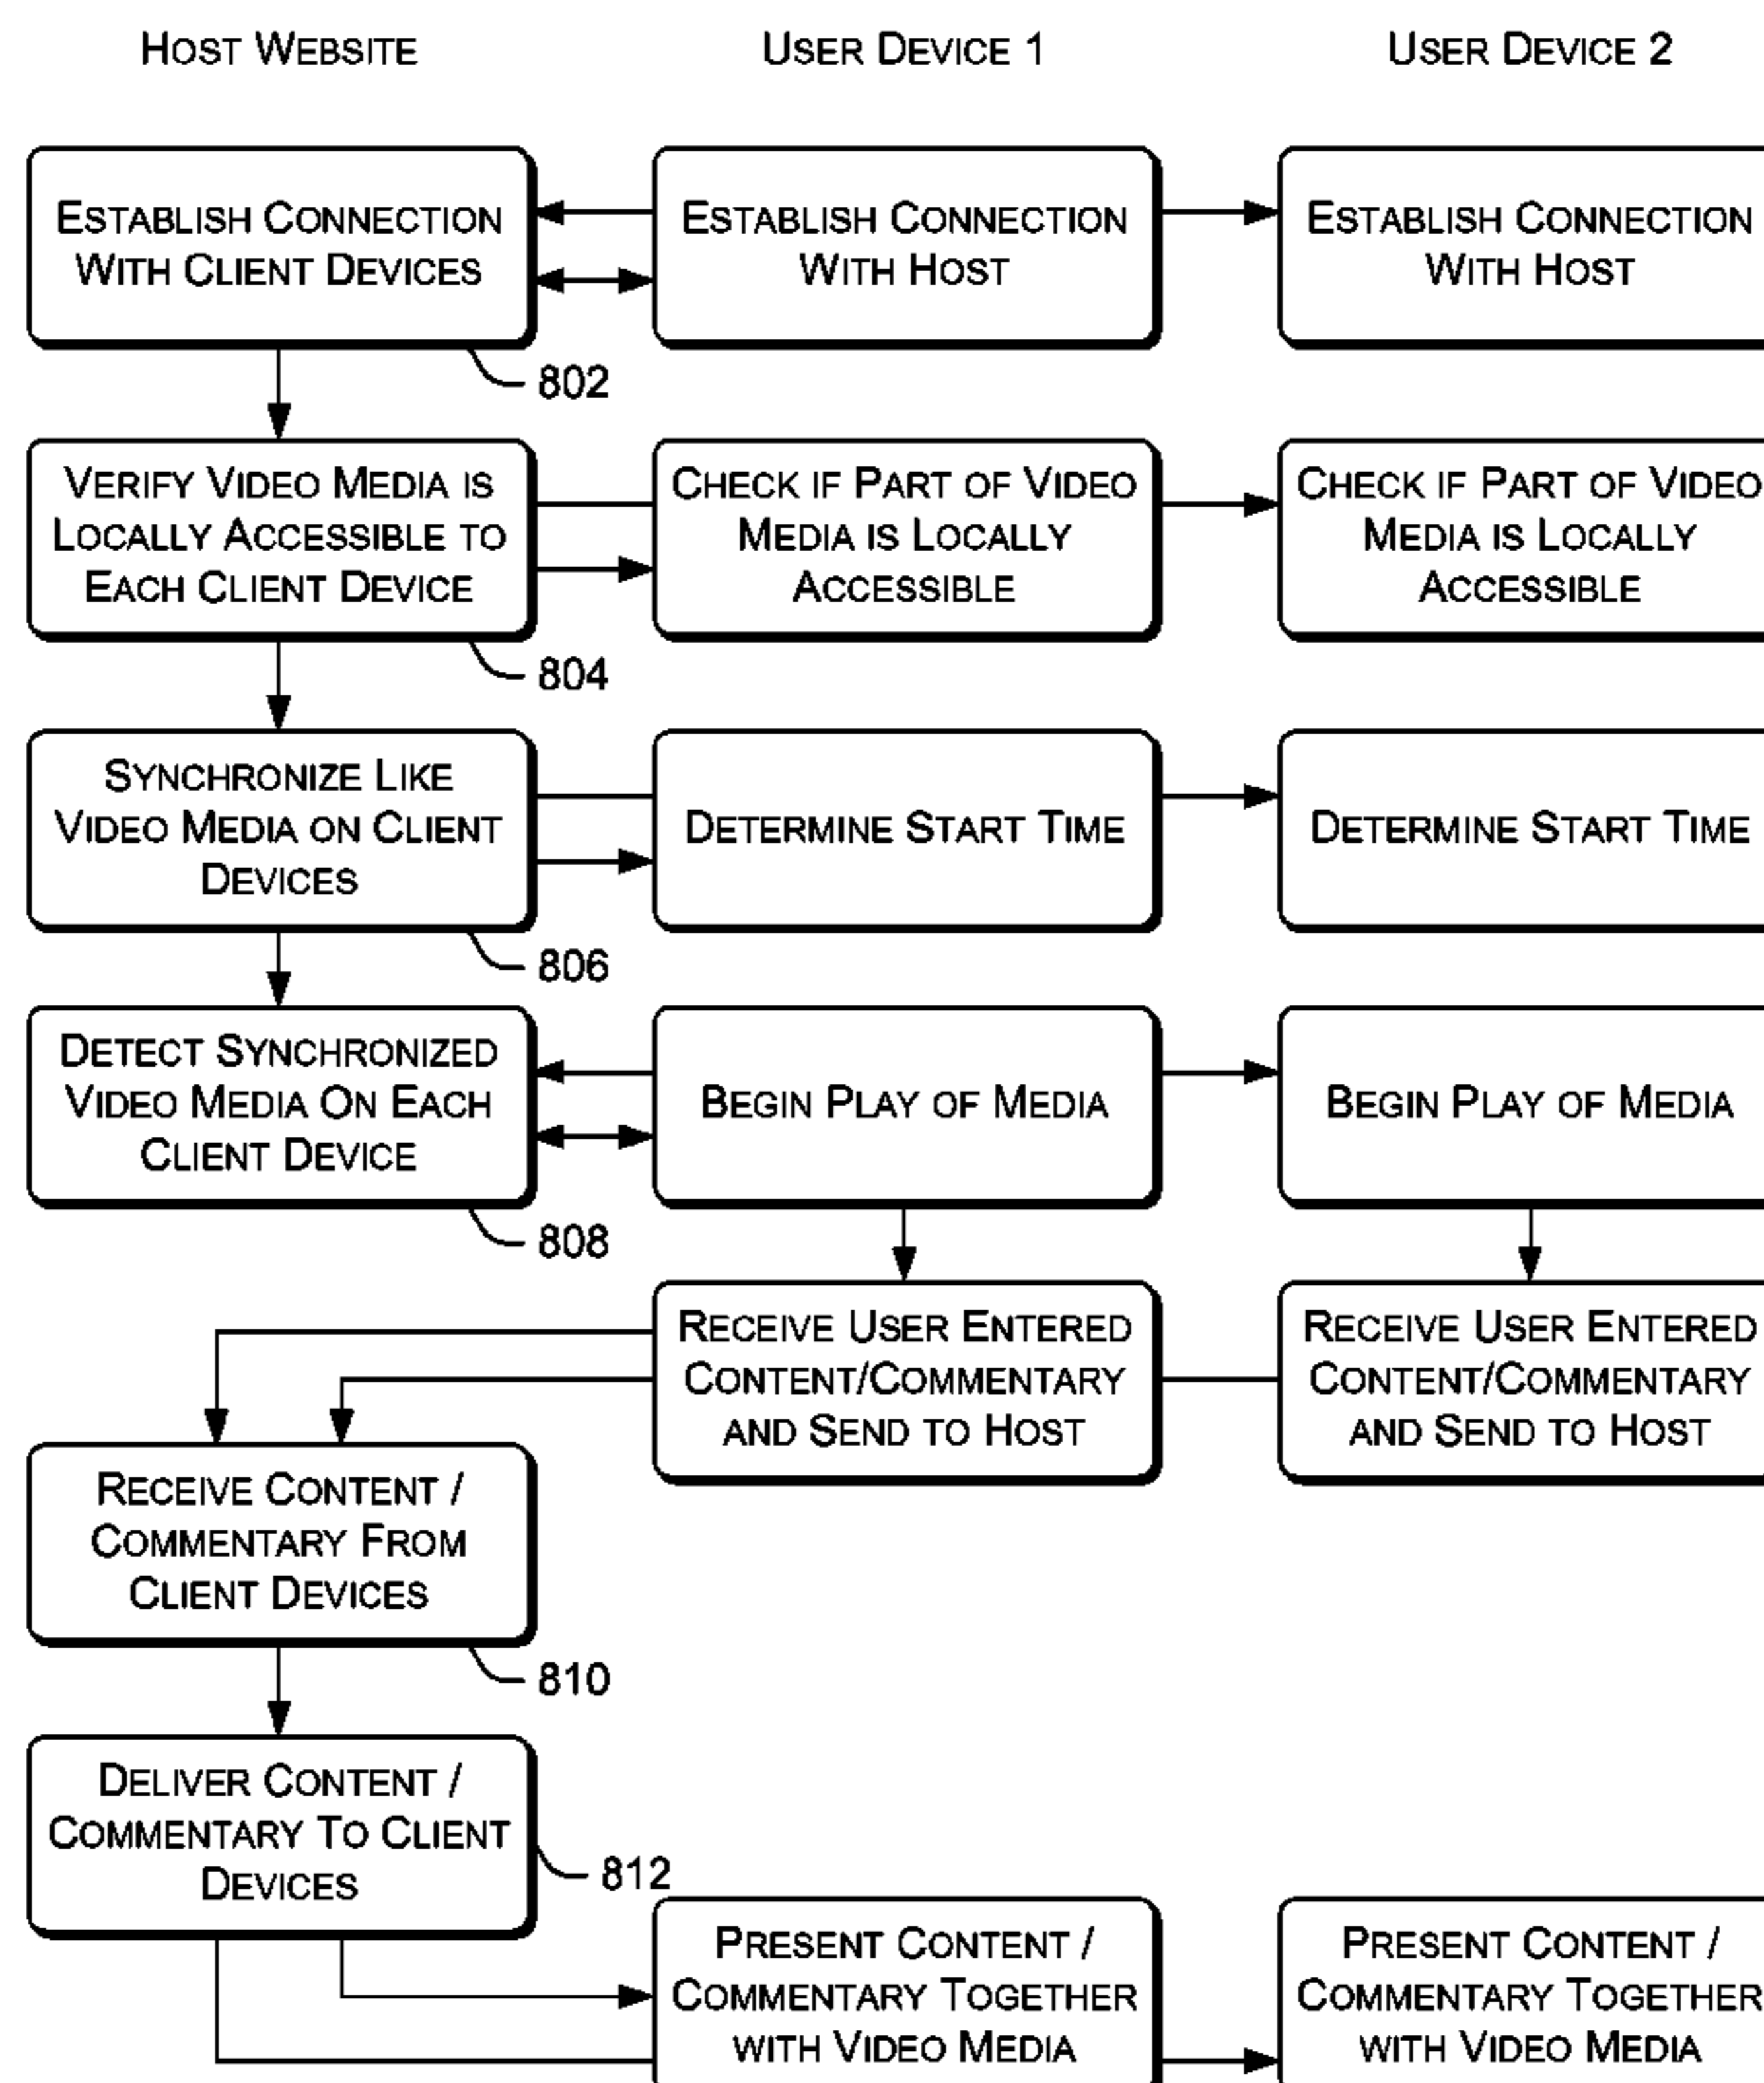 HOST WEBSITE
USER DEVICE 1
USER DEVICE 2
ESTABLISH CONNECTION
WITH CLIENT DEVICES
ESTABLISH CONNECTION
WITH HOST
ESTABLISH CONNECTION
WITH HOST
802
VERIFY VIDEO MEDIA IS
LOCALLY ACCESSIBLE TO
EACH CLIENT DEVICE
CHECK IF PART OF VIDEO
MEDIA IS LOCALLY
ACCESSIBLE
CHECK IF PART OF VIDEO
MEDIA IS LOCALLY
ACCESSIBLE
804
SYNCHRONIZE LIKE
VIDEO MEDIA ON CLIENT
DEVICES
DETERMINE START TIME
DETERMINE START TIME
806
DETECT SYNCHRONIZED
VIDEO MEDIA ON EACH
CLIENT DEVICE
BEGIN PLAY OF MEDIA
BEGIN PLAY OF MEDIA
808
RECEIVE USER ENTERED
CONTENT/COMMENTARY
AND SEND TO HOST
RECEIVE USER ENTERED
CONTENT/COMMENTARY
AND SEND TO HOST
RECEIVE CONTENT /
COMMENTARY FROM
CLIENT DEVICES
810
DELIVER CONTENT /
COMMENTARY TO CLIENT
DEVICES
812
PRESENT CONTENT /
COMMENTARY TOGETHER
WITH VIDEO MEDIA
PRESENT CONTENT /
COMMENTARY TOGETHER
WITH VIDEO MEDIA